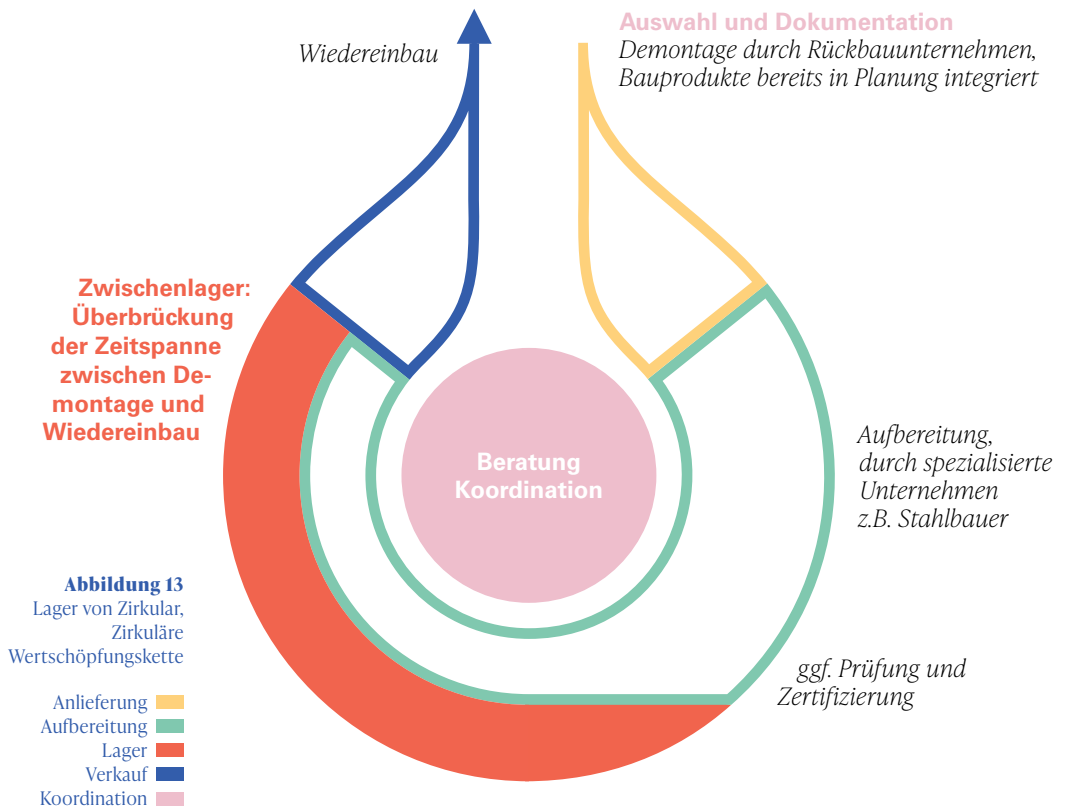 Auswahl und Dokumentation
Demontage durch Rückbauunternehmen,
Bauprodukte bereits in Planung integriert
Wiedereinbau
Zwischenlager:
Überbrückung
der Zeitspanne
zwischen De-
montage und
Wiedereinbau
Beratung
Koordination
Aufbereitung,
durch spezialisierte
Unternehmen
z.B. Stahlbauer
ggf. Prüfung und
Zertifizierung
Abbildung 13
Lager von Zirkular,
Zirkuläre
Wertschöpfungskette
Anlieferung
Aufbereitung
Lager
Verkauf
Koordination